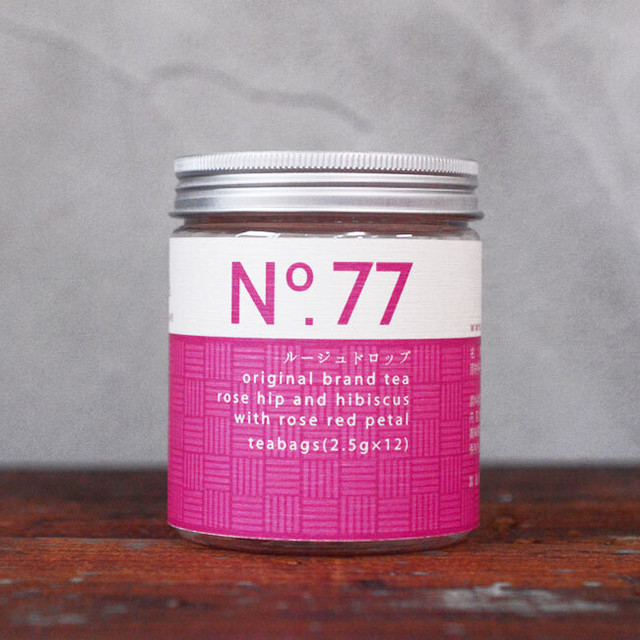 Nº.77
ルージュドロップ
original brand tea
rose hip and hibiscus
with rose red petal
teabags(2.5g×12)